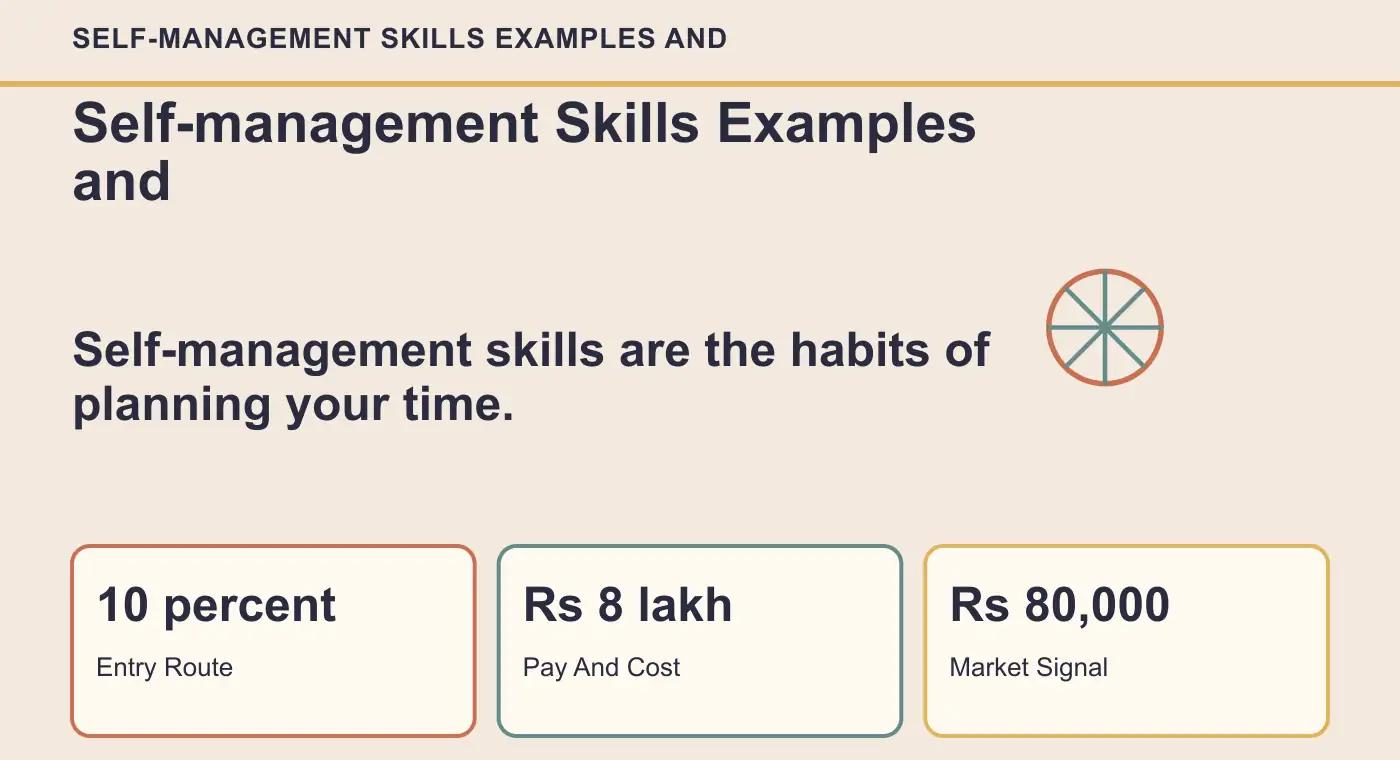 SELF-MANAGEMENT SKILLS EXAMPLES AND
Self-management Skills Examples
and
Self-management skills are the habits of
planning your time.
10 percent
Entry Route
Rs 8 lakh
Pay And Cost
Rs 80,000
Market Signal